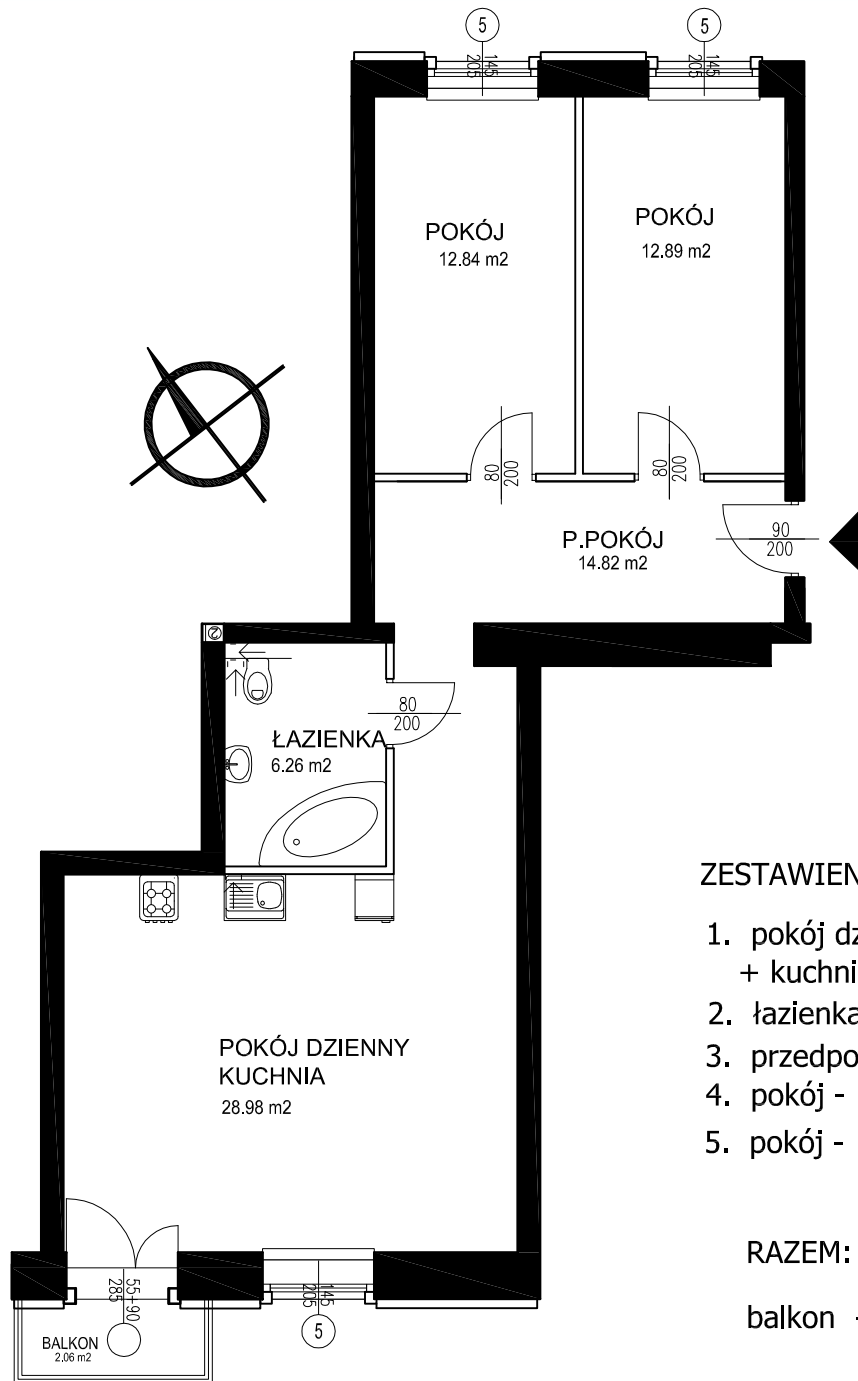 5
5
145
205
145
205
POKÓJ
12.84 m2
POKÓJ
12.89 m2
80
200
80
200
P.POKÓJ
14.82 m2
90
200
80
200
ŁAZIENKA
6.26 m2
ZESTAWIEN
1. pokój dz
+ kuchni
2. łazienka
3. przedpo
4. pokój -
5. pokój -
POKÓJ DZIENNY
KUCHNIA
28.98 m2
RAZEM:
balkon -
55+90
285
145
205
5
BALKON
2.06 m2